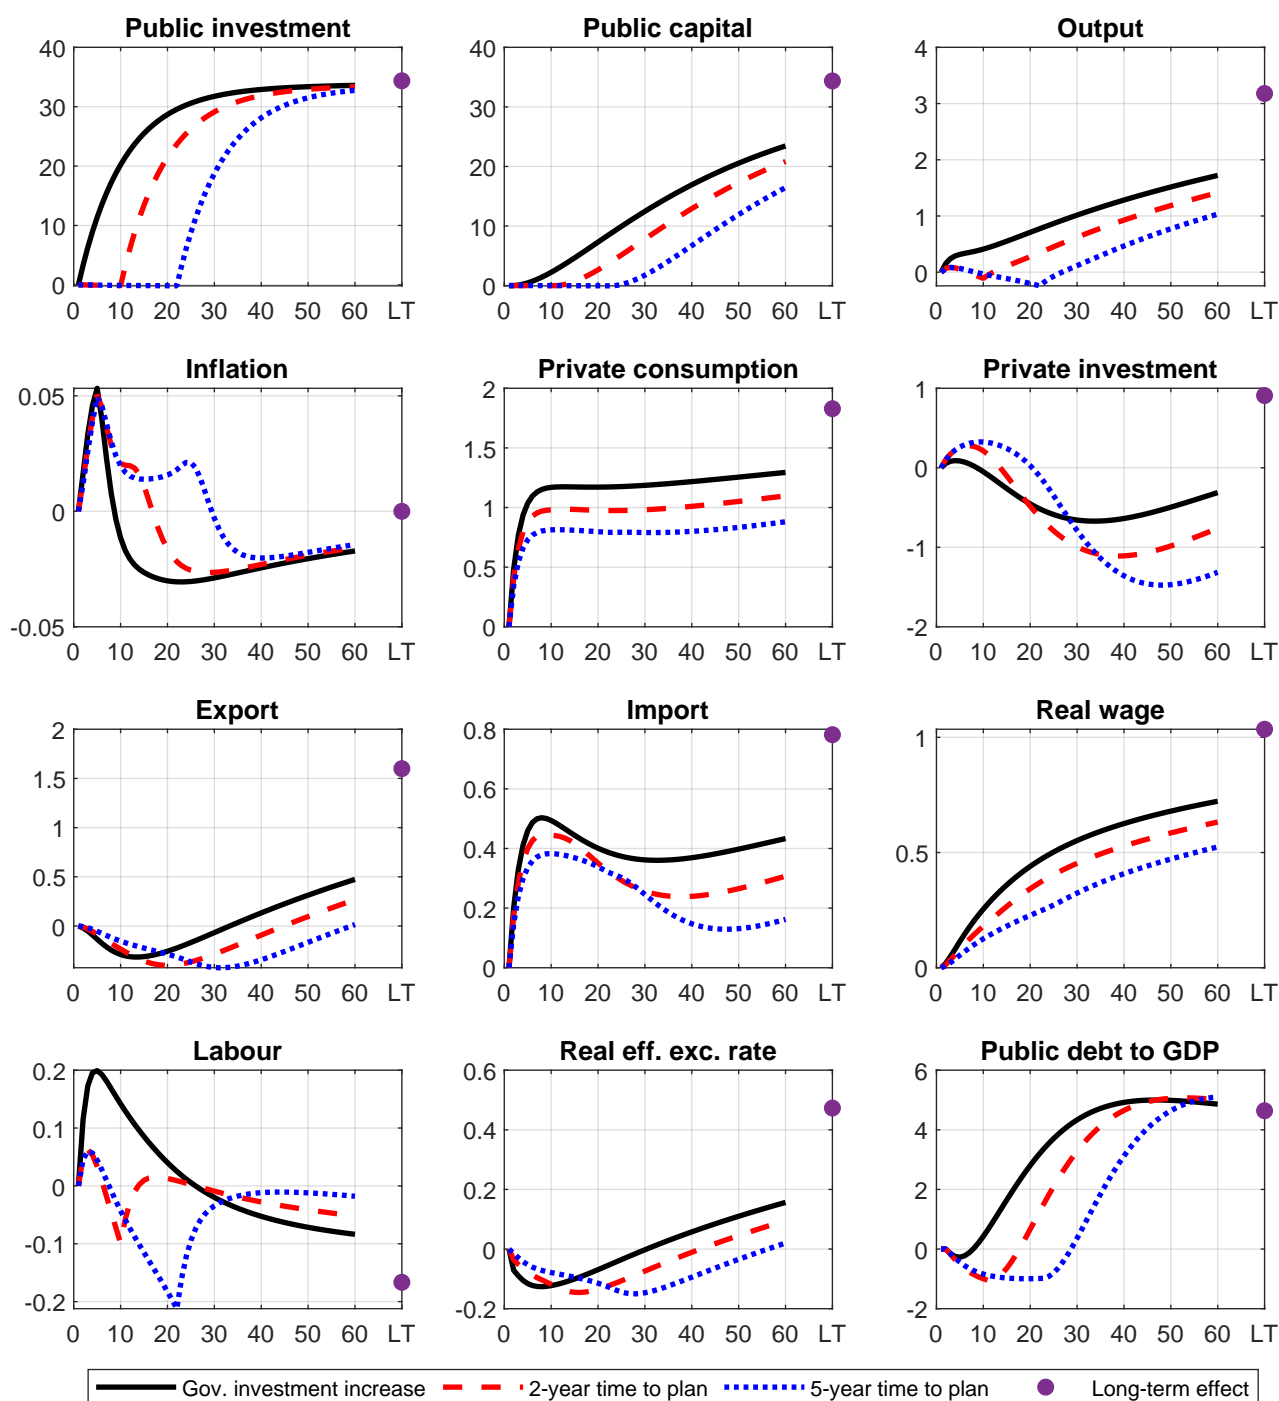 Public investment
Public capital
Output
40
30
20
10
0
0 10 20 30 40 50 60 LT
40
30
20
10
0
0 10 20 30 40 50 60 LT
4
3
2
1
0
0 10 20 30 40 50 60 LT
Inflation
Private consumption
Private investment
0.05
0
-0.05
0 10 20 30 40 50 60 LT
2
1.5
1
0.5
0
0 10 20 30 40 50 60 LT
1
0
-1
-2
0 10 20 30 40 50 60 LT
Export
Import
Real wage
2
1.5
1
0.5
0
0 10 20 30 40 50 60 LT
0.8
0.6
0.4
0.2
0
0 10 20 30 40 50 60 LT
1
0.5
0
0 10 20 30 40 50 60 LT
Labour
Real eff. exc. rate
Public debt to GDP
0.2
0.1
0
-0.1
-0.2
0 10 20 30 40 50 60 LT
0.6
0.4
0.2
0
-0.2
0 10 20 30 40 50 60 LT
6
4
2
0
-2
0 10 20 30 40 50 60 LT
Gov. investment increase 2-year time to plan 5-year time to plan Long-term effect